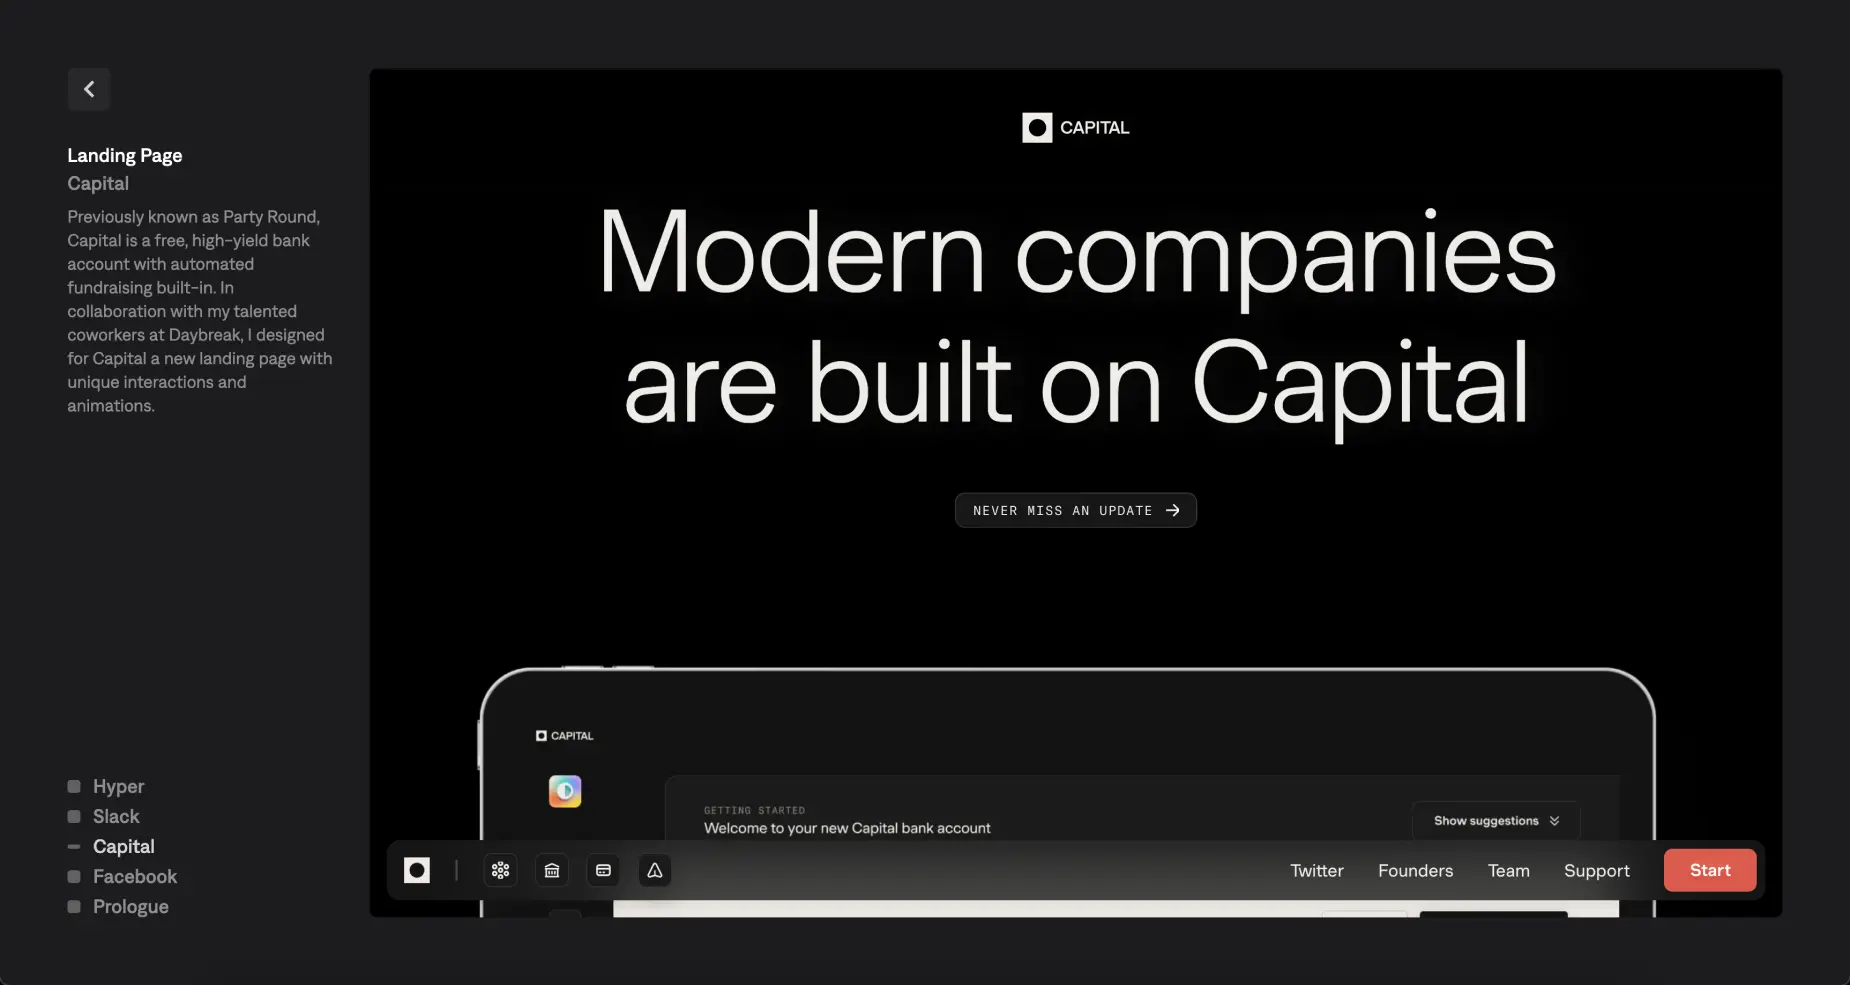 Landing Page
Capital
Previously known as Party Round,
Capital is a free, high-yield bank
account with automated
fundraising built-in. In
collaboration with my talented
coworkers at Daybreak, I designed
for Capital a new landing page with
unique interactions and
animations.
Hyper
Slack
Capital
Facebook
Prologue
CAPITAL
Modern companies
are built on Capital
NEVER MISS AN UPDATE
CAPITAL
GETTING STARTED
Welcome to your new Capital bank account
Show suggestions
Twitter Founders Team Support Start